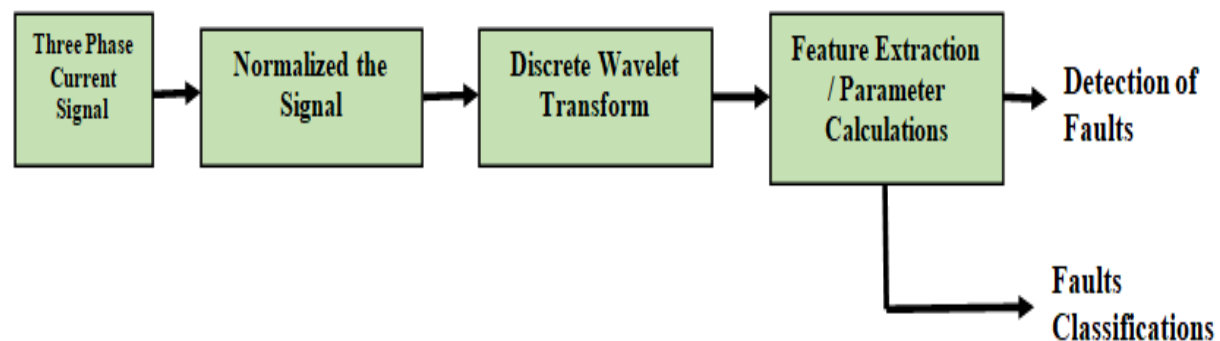 Three Phase
Current
Signal
Normalized the
Signal
Discrete Wavelet
Transform
Feature Extraction
/ Parameter
Calculations
Detection of
Faults
Faults
Classifications